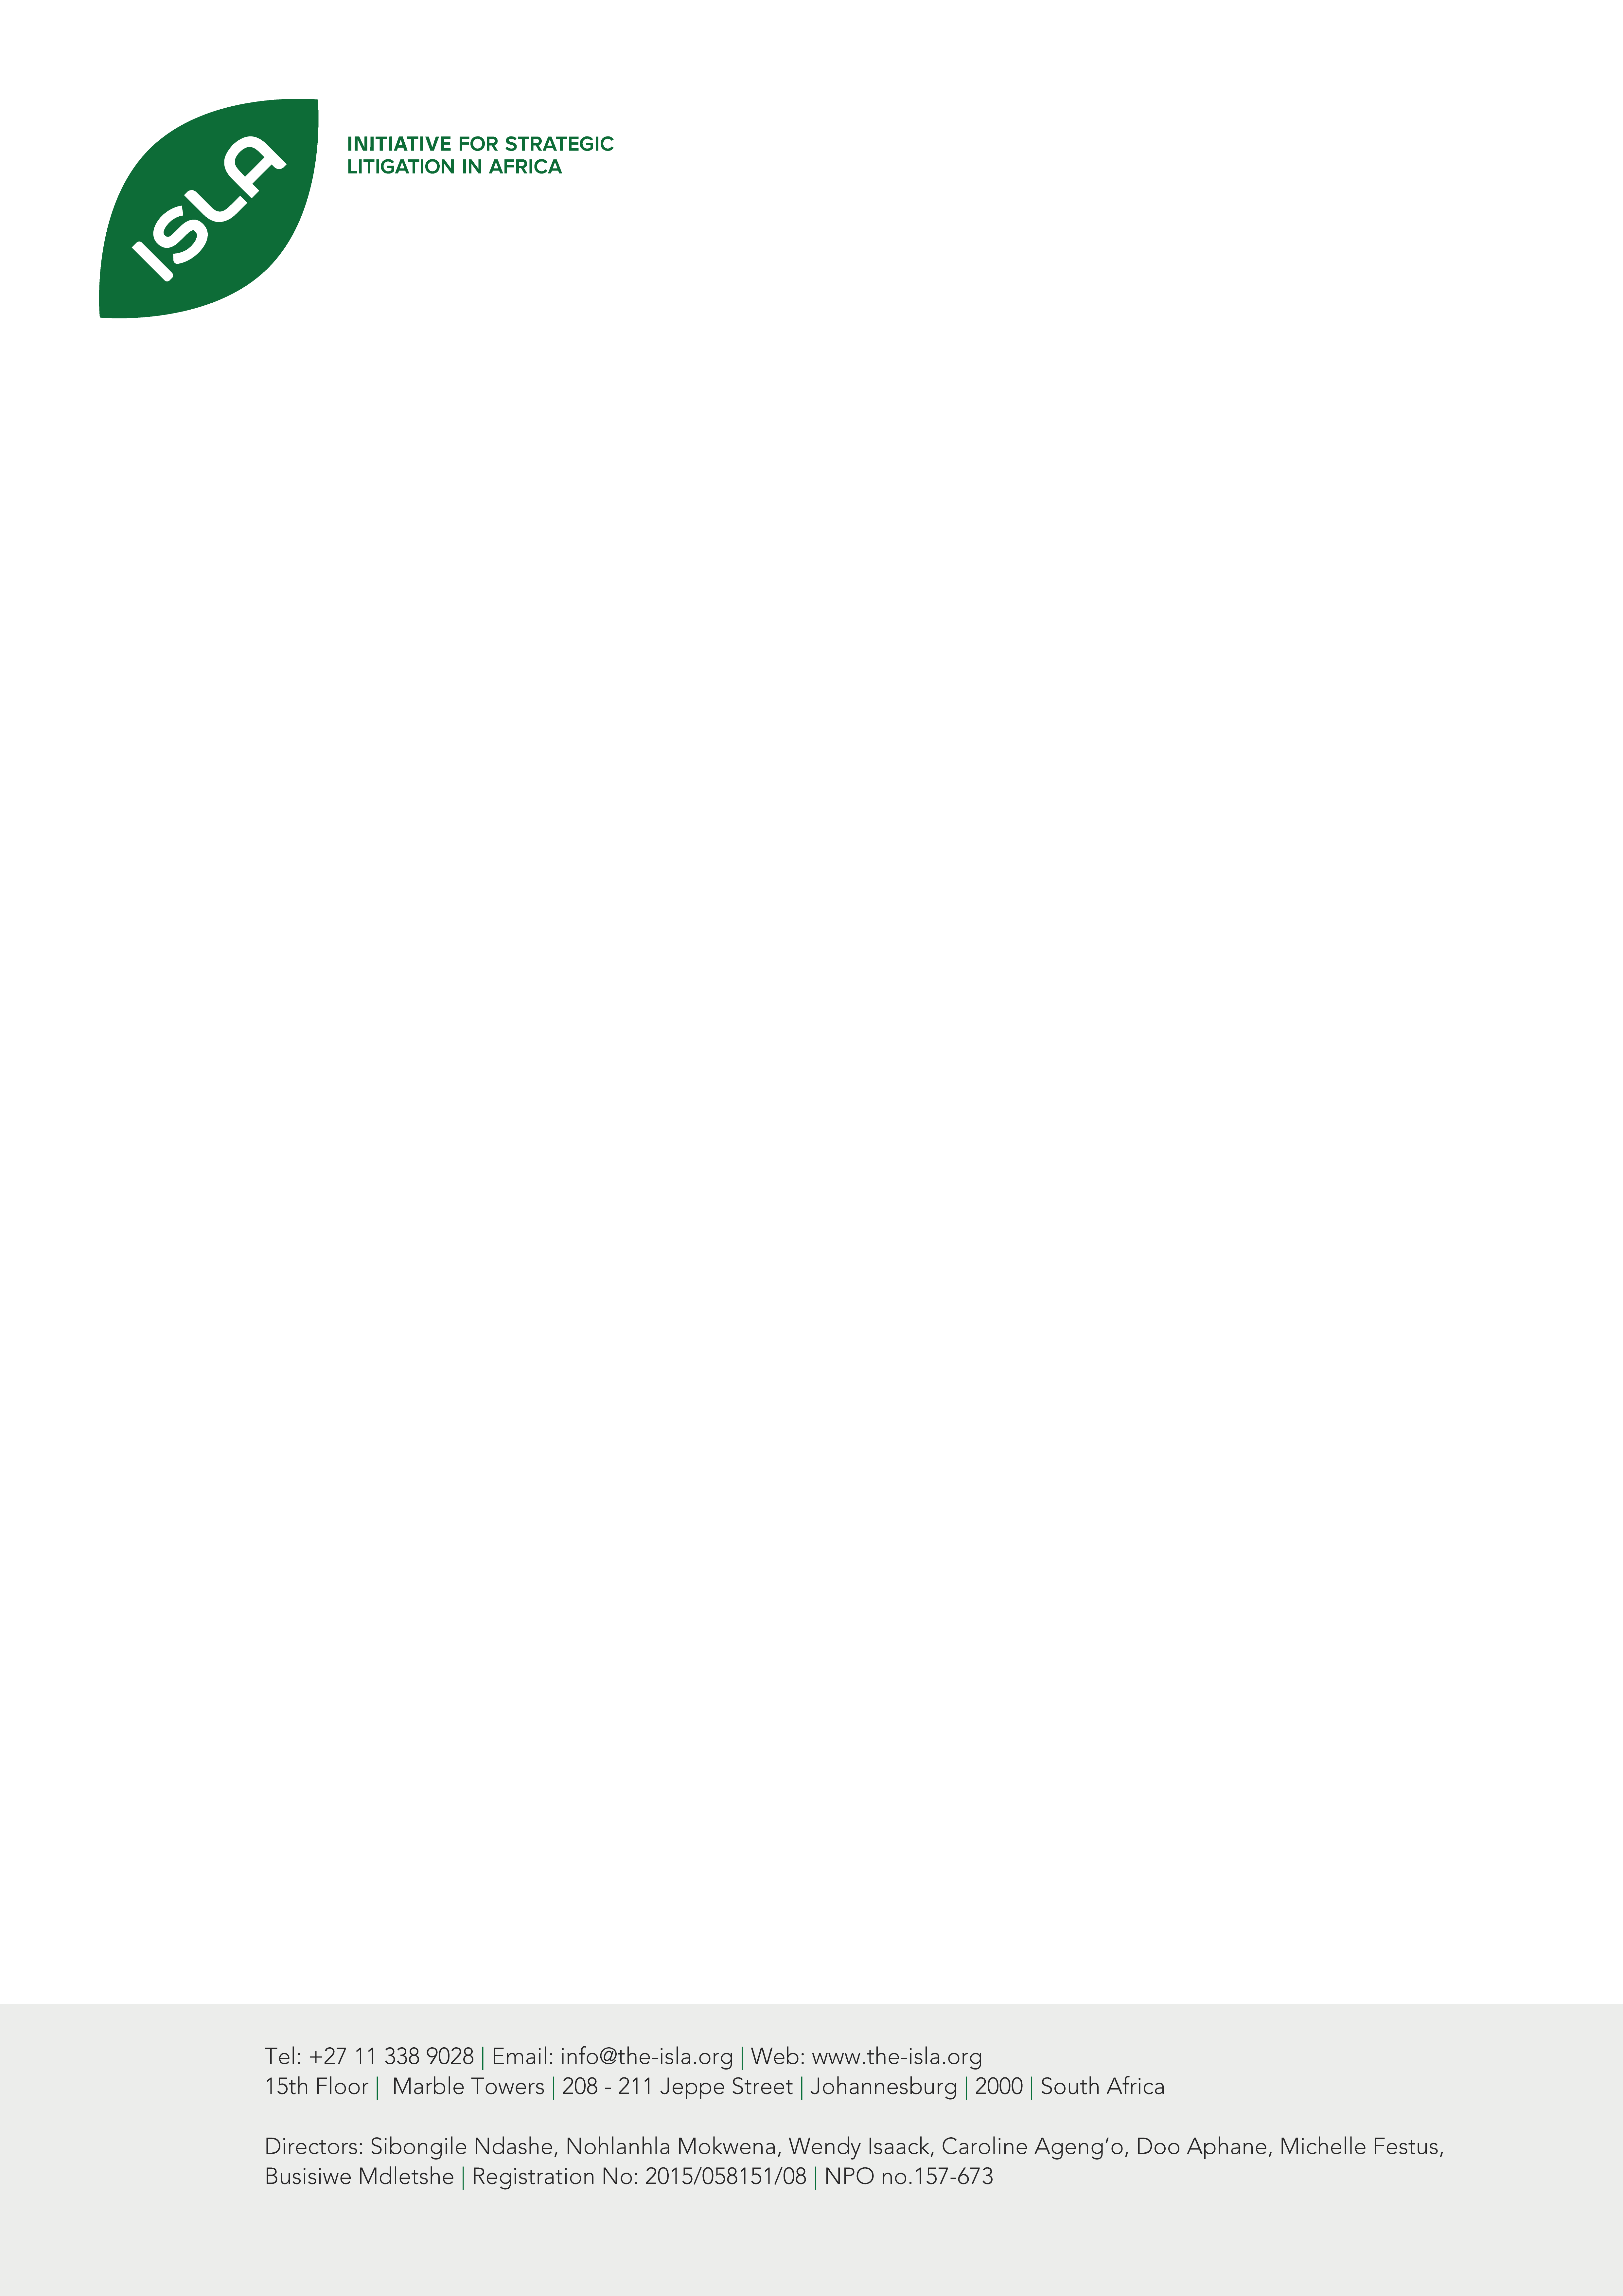 ISLA
INITIATIVE FOR STRATEGIC
LITIGATION IN AFRICA
Tel: +27 11 338 9028 | Email: info@the-isla.org | Web: www.the-isla.org
15th Floor | Marble Towers | 208 - 211 Jeppe Street | Johannesburg | 2000 | South Africa
Directors: Sibongile Ndashe, Nohlanhla Mokwena, Wendy Isaack, Caroline Ageng’o, Doo Aphane, Michelle Festus,
Busisiwe Mdletshe | Registration No: 2015/058151/08 | NPO no.157-673